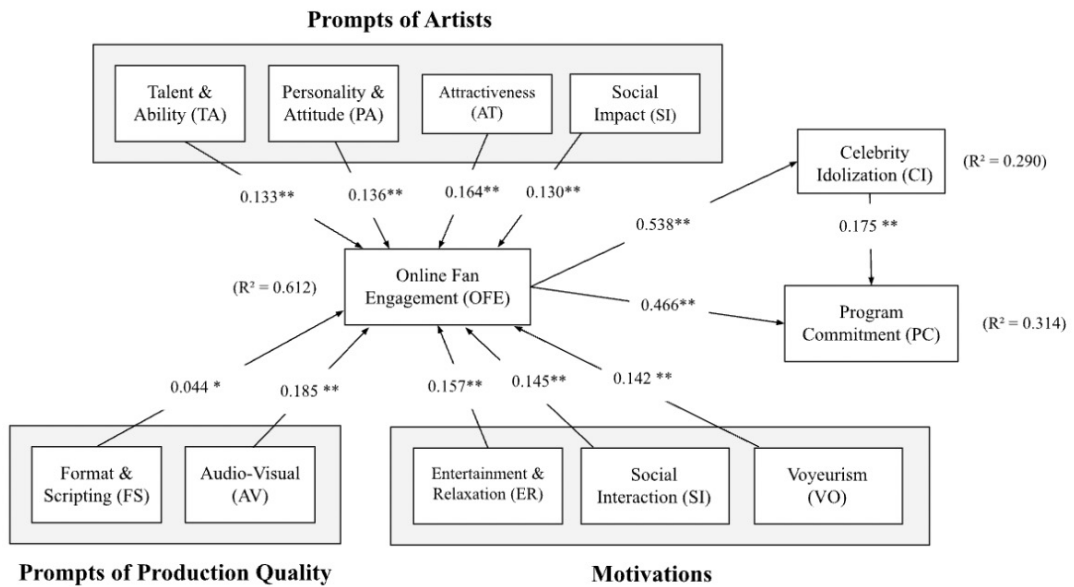 Prompts of Artists
Talent &
Ability (TA)
Personality &
Attitude (PA)
Attractiveness
(AT)
Social
Impact (SI)
0.133**
0.136**
0.164**
0.130**
Celebrity
Idolization (CI)
(R² = 0.290)
0.538**
0.175 **
(R² = 0.612)
Online Fan
Engagement (OFE)
0.466**
Program
Commitment (PC)
(R² = 0.314)
0.044 *
0.185 **
0.157**
0.145**
0.142 **
Format &
Scripting (FS)
Audio-Visual
(AV)
Entertainment &
Relaxation (ER)
Social
Interaction (SI)
Voyeurism
(VO)
Prompts of Production Quality
Motivations